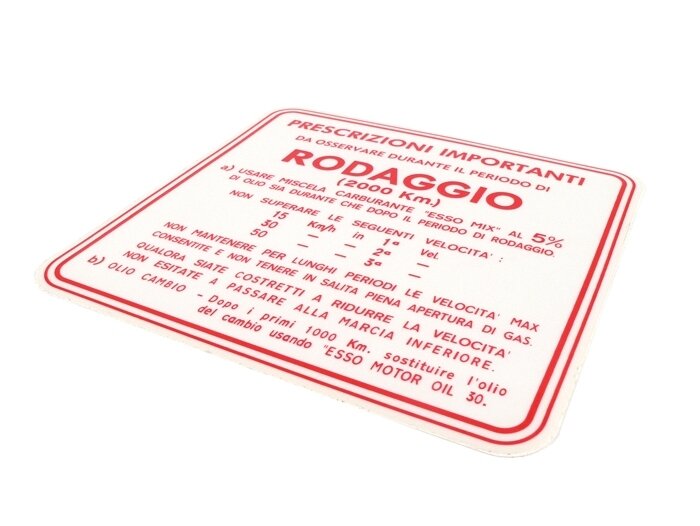 PRESCRIZIONI IMPORTANTI
DA OSSERVARE DURANTE IL PERIODO DI
RODAGGIO
(2000 Km.)
a) USARE MISCELA CARBURANTE "ESSO MIX" AL 5%
DI OLIO SIA DURANTE CHE DOPO IL PERIODO DI RODAGGIO.
NON SUPERARE LE SEGUENTI VELOCITA' :
15 Km/h in 1ª Vel
30 — — 2ª —
50 — — 3ª —
NON MANTENERE PER LUNGHI PERIODI LE VELOCITA' MAX
CONSENTITE E NON TENERE IN SALITA PIENA APERTURA DI GAS.
QUALORA SIATE COSTRETTI A RIDURRE LA VELOCITA'
NON ESITATE A PASSARE ALLA MARCIA INFERIORE.
b) OLIO CAMBIO - Dopo i primi 1000 Km. sostituire l'olio
del cambio usando "ESSO MOTOR OIL 30.